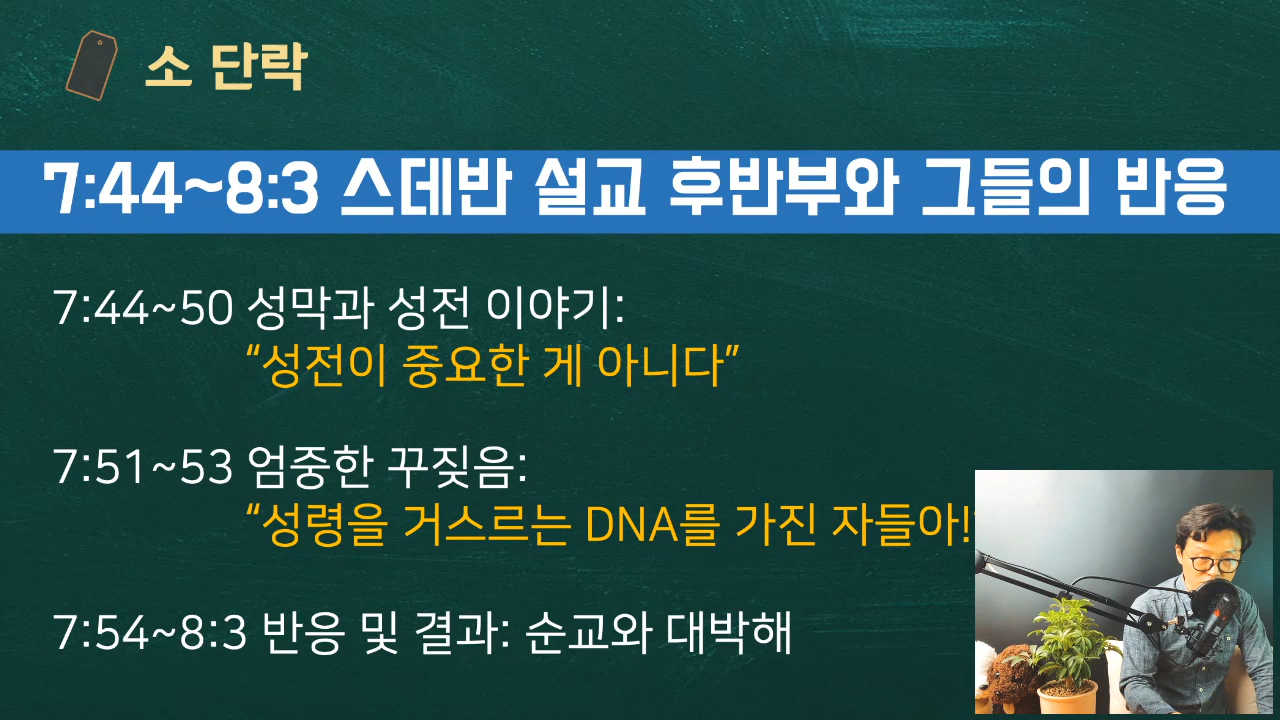 소 단락
7:44~8:3 스데반 설교 후반부와 그들의 반응
7:44~50 성막과 성전 이야기:
“성전이 중요한 게 아니다”
7:51~53 엄중한 꾸짖음:
“성령을 거스르는 DNA를 가진 자들아!
7:54~8:3 반응 및 결과: 순교와 대박해